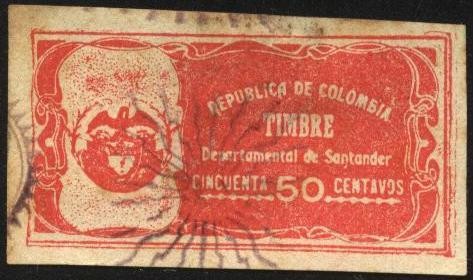 REPUBLICA DE COLOMBIA
TIMBRE
Departamental de Santander
CINCUENTA 50 CENTAVOS